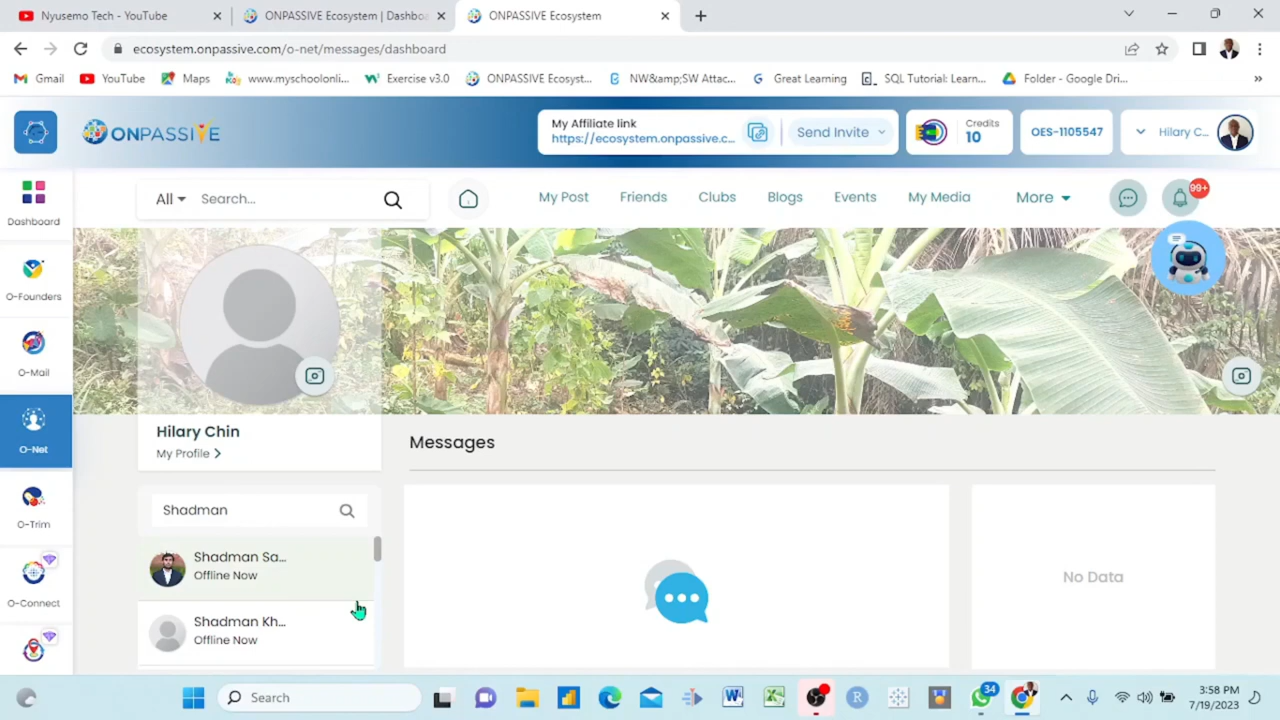 Nyusemo Tech - YouTube
ONPASSIVE Ecosystem | Dashbo
ONPASSIVE Ecosystem
ecosystem.onpassive.com/o-net/messages/dashboard
Gmail
YouTube
Maps
www.myschoolonli...
Exercise v3.0
ONPASSIVE Ecosyst...
NW&amp;SW Attac...
Great Learning
SQL Tutorial: Learn...
Folder - Google Dri...
ONPASSIVE
My Affiliate link
https://ecosystem.onpassive.c...
Send Invite
Credits
10
OES-1105547
Hilary C...
Dashboard
O-Founders
O-Mail
O-Net
O-Trim
O-Connect
All
Search...
My Post
Friends
Clubs
Blogs
Events
My Media
More
99+
Hilary Chin
My Profile
Messages
Shadman
Shadman Sa...
Offline Now
Shadman Kh...
Offline Now
No Data
Search
34
3:58 PM
7/19/2023